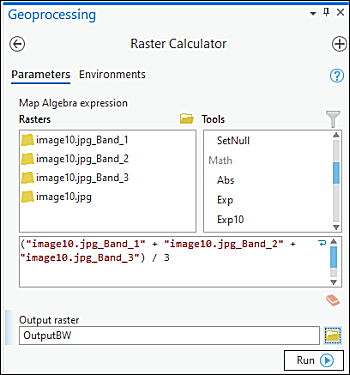 Geoprocessing
Raster Calculator
Parameters Environments
Map Algebra expression
Rasters
Tools
image10.jpg_Band_1
image10.jpg_Band_2
image10.jpg_Band_3
image10.jpg
SetNull
Math
Abs
Exp
Exp10
("image10.jpg_Band_1" + "image10.jpg_Band_2" +
"image10.jpg_Band_3") / 3
Output raster
OutputBW
Run